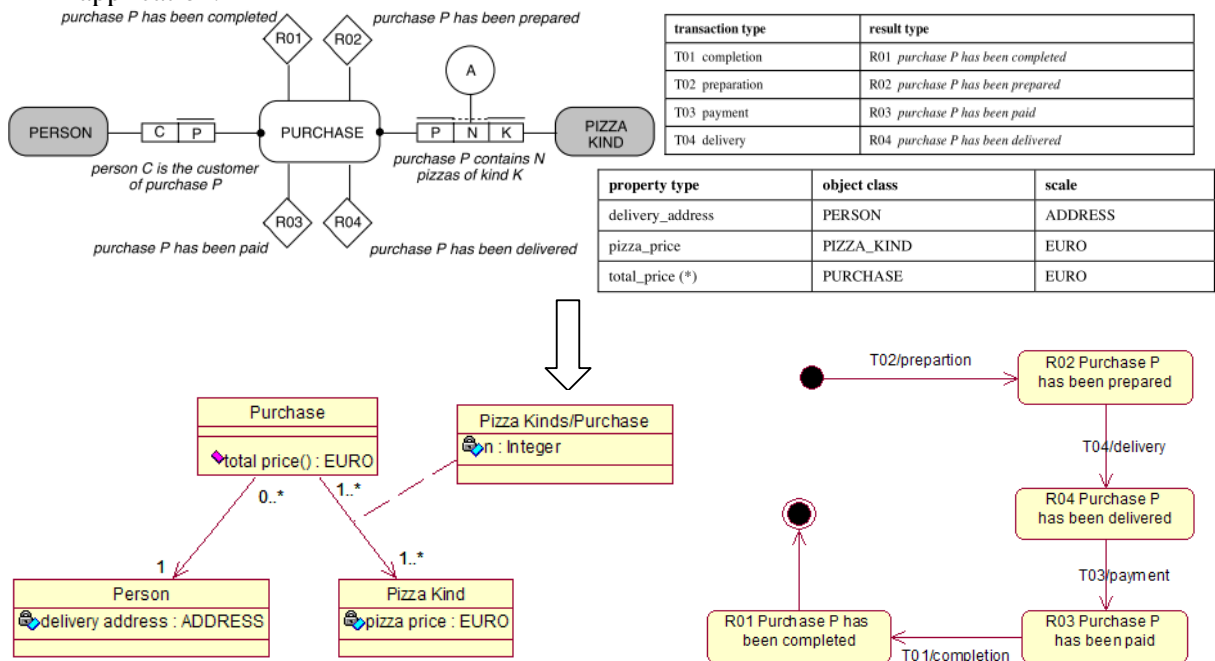 purchase P has been completed
purchase P has been prepared
R01
R02
A
PERSON
C P
PURCHASE
P N K
PIZZA
KIND
person C is the customer
of purchase P
purchase P contains N
pizzas of kind K
R03
R04
purchase P has been paid
purchase P has been delivered
transaction type result type
T01 completion R01 purchase P has been completed
T02 preparation R02 purchase P has been prepared
T03 payment R03 purchase P has been paid
T04 delivery R04 purchase P has been delivered
property type object class scale
delivery_address PERSON ADDRESS
pizza_price PIZZA_KIND EURO
total_price (*) PURCHASE EURO
Purchase
total price() : EURO
Pizza Kinds/Purchase
n : Integer
0..*
1..*
1
1..*
Person
delivery address : ADDRESS
Pizza Kind
pizza price : EURO
T02/prepartion
R02 Purchase P
has been prepared
T04/delivery
R04 Purchase P
has been delivered
T03/payment
R03 Purchase P
has been paid
T01/completion
R01 Purchase P has
been completed